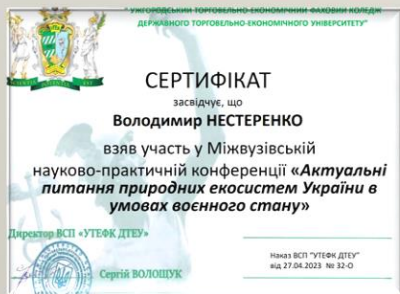 " УЖГОРОДСЬКИЙ ТОРГОВЕЛЬНО-ЕКОНОМІЧНИЙ ФАХОВИЙ КОЛЕДЖ
ДЕРЖАВНОГО ТОРГОВЕЛЬНО-ЕКОНОМІЧНОГО УНІВЕРСИТЕТУ"
СЕРТИФІКАТ
засвідчує, що
Володимир НЕСТЕРЕНКО
взяв участь у Міжвузівській
науково-практичній конференції «Актуальні
питання природних екосистем України в
умовах воєнного стану»
Директор ВСП «УТЕФК ДТЕУ»
Наказ ВСП "УТЕФК ДТЕУ"
від 27.04.2023 № 32-О
Сергій ВОЛОЩУК